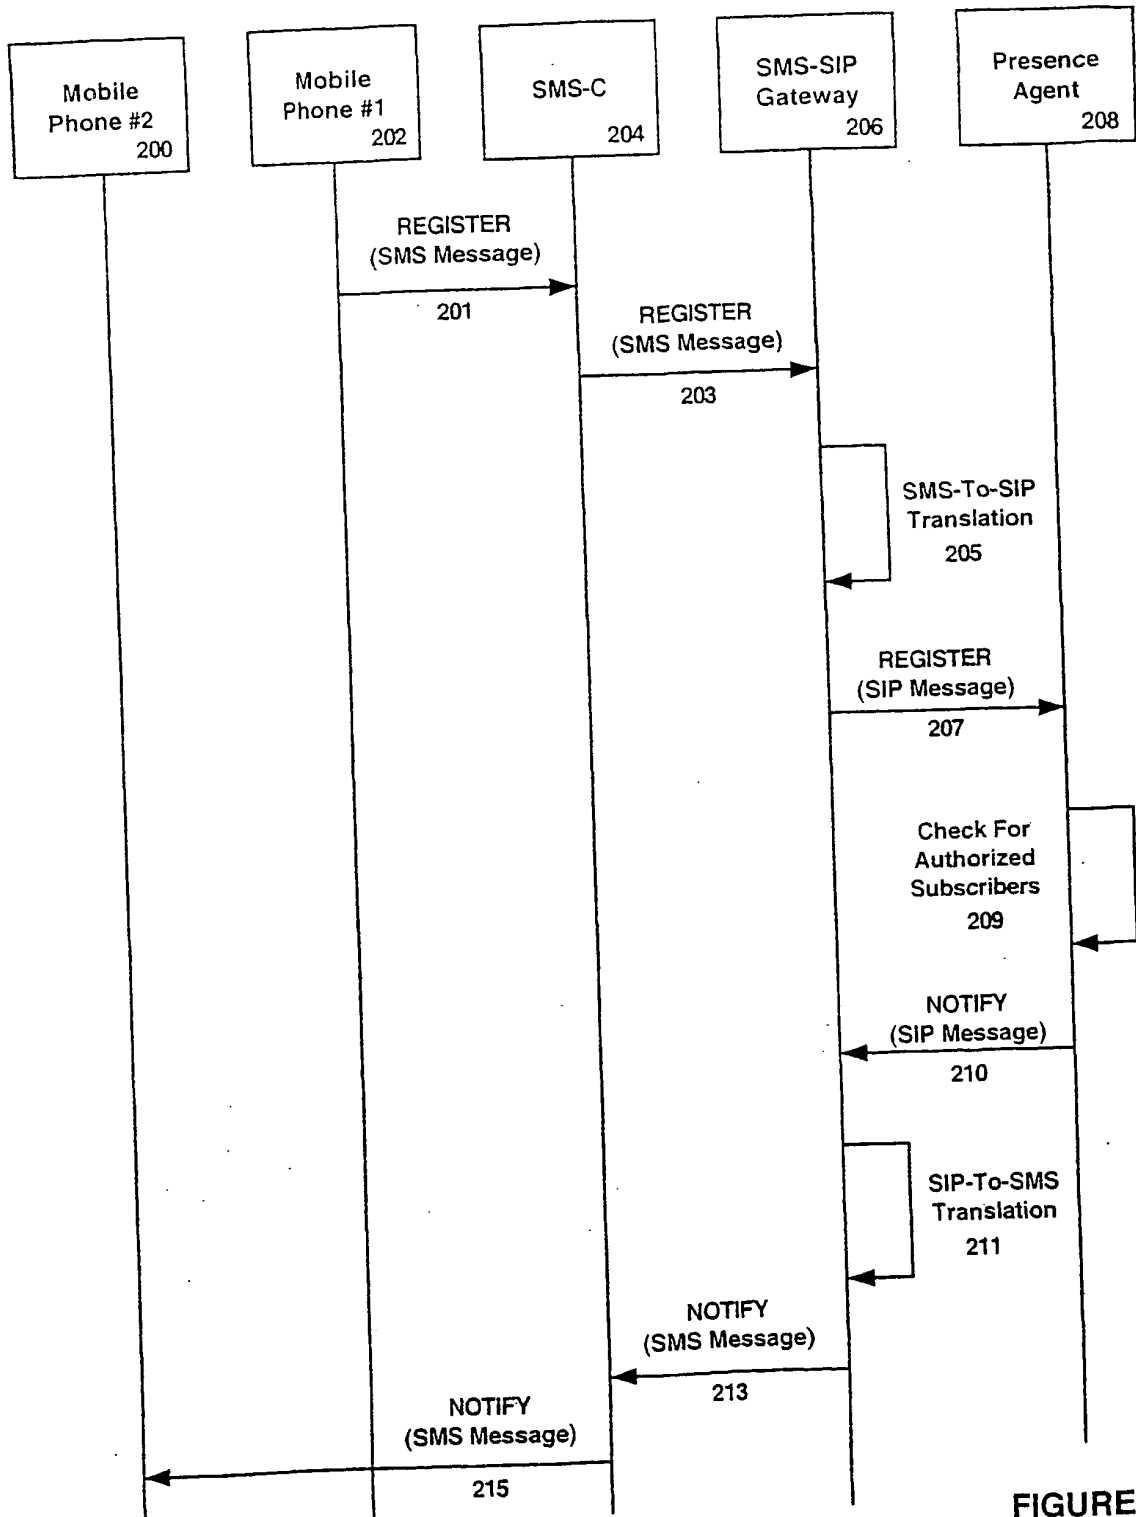 Mobile
Phone #2
200
Mobile
Phone #1
202
SMS-C
204
SMS-SIP
Gateway
206
Presence
Agent
208
REGISTER
(SMS Message)
201
REGISTER
(SMS Message)
203
SMS-To-SIP
Translation
205
REGISTER
(SIP Message)
207
Check For
Authorized
Subscribers
209
NOTIFY
(SIP Message)
210
SIP-To-SMS
Translation
211
NOTIFY
(SMS Message)
213
NOTIFY
(SMS Message)
215
FIGURE